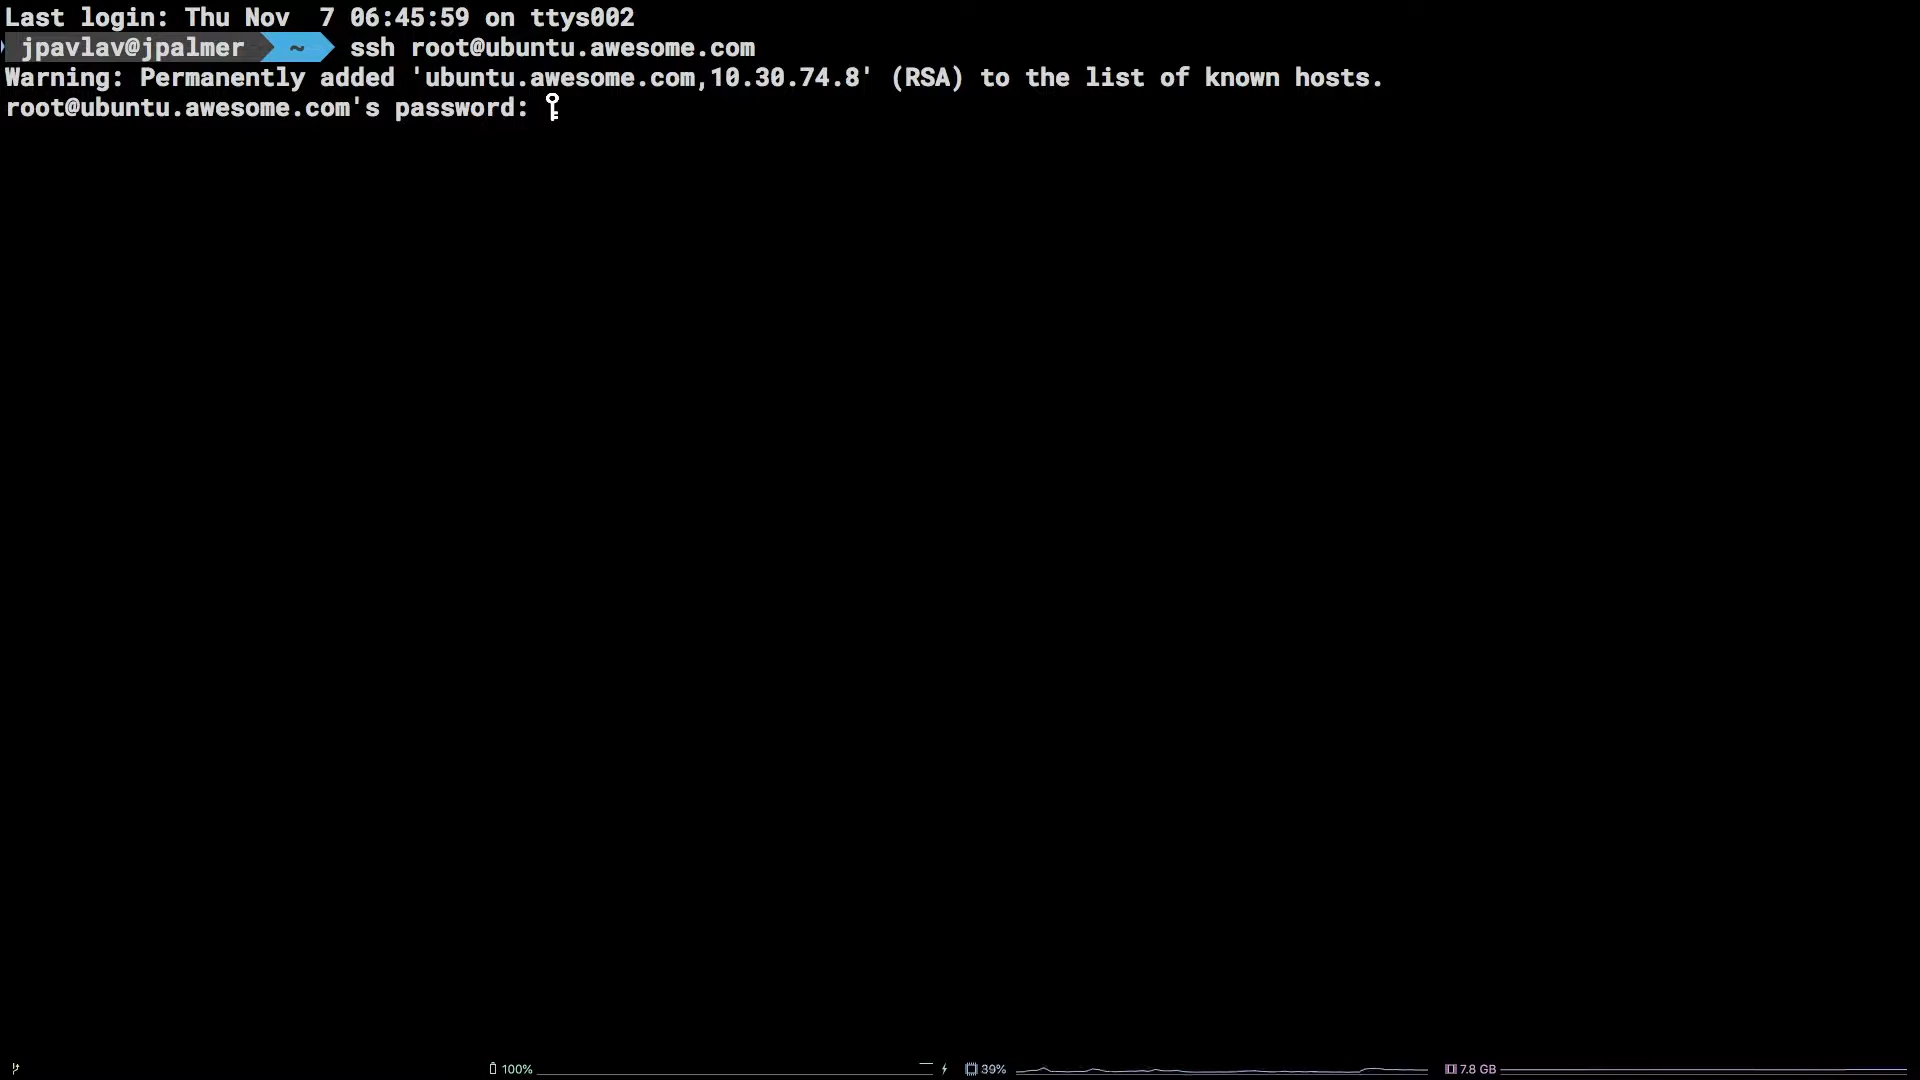 Last login: Thu Nov  7 06:45:59 on ttys002
jpavlav@jpalmer ~ ssh root@ubuntu.awesome.com
Warning: Permanently added 'ubuntu.awesome.com,10.30.74.8' (RSA) to the list of known hosts.
root@ubuntu.awesome.com's password:
100% 39% 7.8 GB